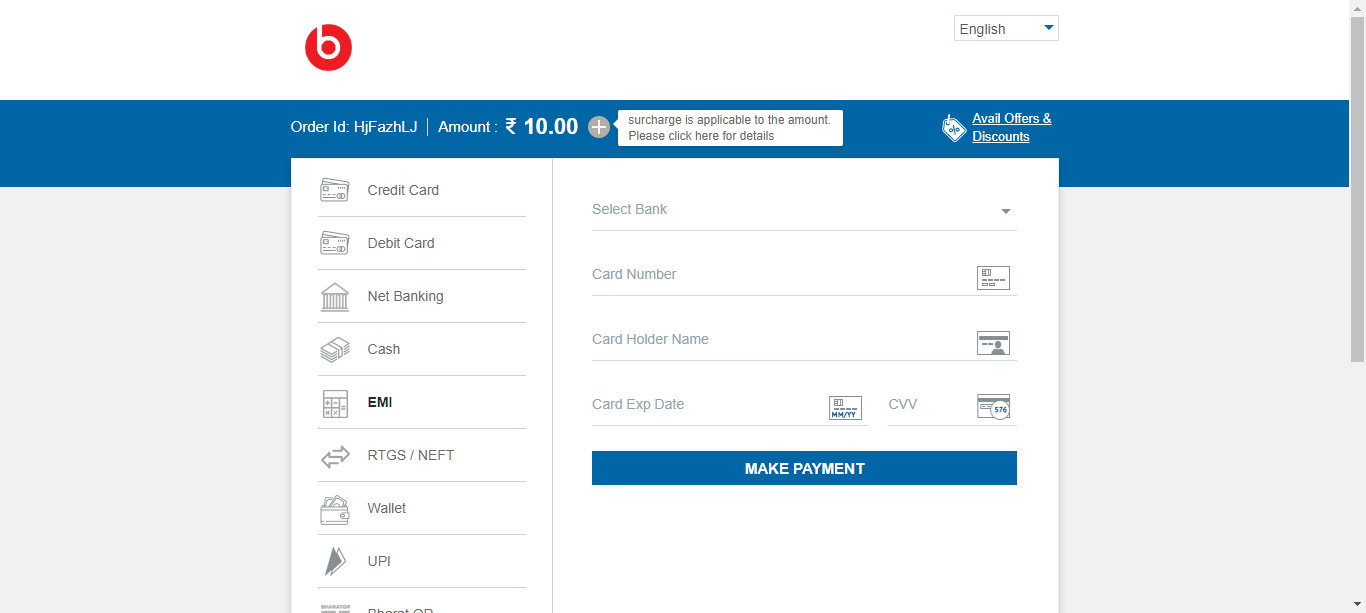 b
English
Order Id: HjFazhLJ
Amount : ₹ 10.00
surcharge is applicable to the amount.
Please click here for details
Avail Offers &
Discounts
Credit Card
Debit Card
Net Banking
Cash
EMI
RTGS / NEFT
Wallet
UPI
Bharat QR
Select Bank
Card Number
Card Holder Name
Card Exp Date
MM/YY
CVV
576
MAKE PAYMENT